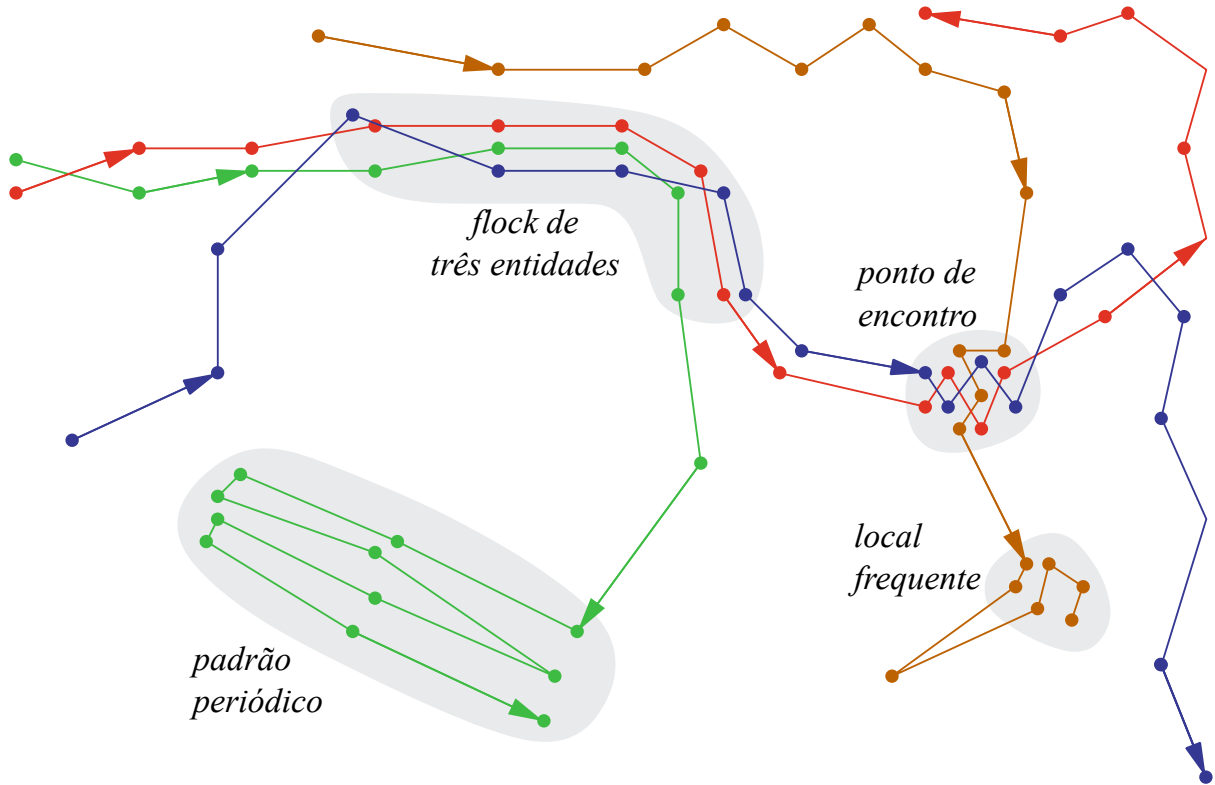 flock de
três entidades
ponto de
encontro
local
frequente
padrão
periódico